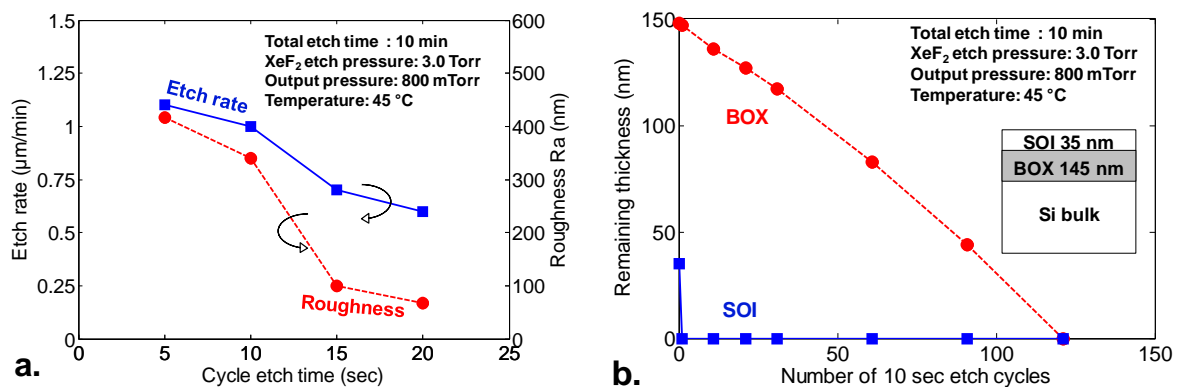 1.5
1.25
1
0.75
0.5
0.25
0
600
500
400
300
200
100
0
0 5 10 15 20 25
Etch rate (µm/min)
Roughness Ra (nm)
Cycle etch time (sec)
Total etch time : 10 min
XeF₂ etch pressure: 3.0 Torr
Output pressure: 800 mTorr
Temperature: 45 °C
Etch rate
Roughness
a.
150
100
50
0
0 50 100 150
Remaining thickness (nm)
Number of 10 sec etch cycles
Total etch time : 10 min
XeF₂ etch pressure: 3.0 Torr
Output pressure: 800 mTorr
Temperature: 45 °C
BOX
SOI
SOI 35 nm
BOX 145 nm
Si bulk
b.